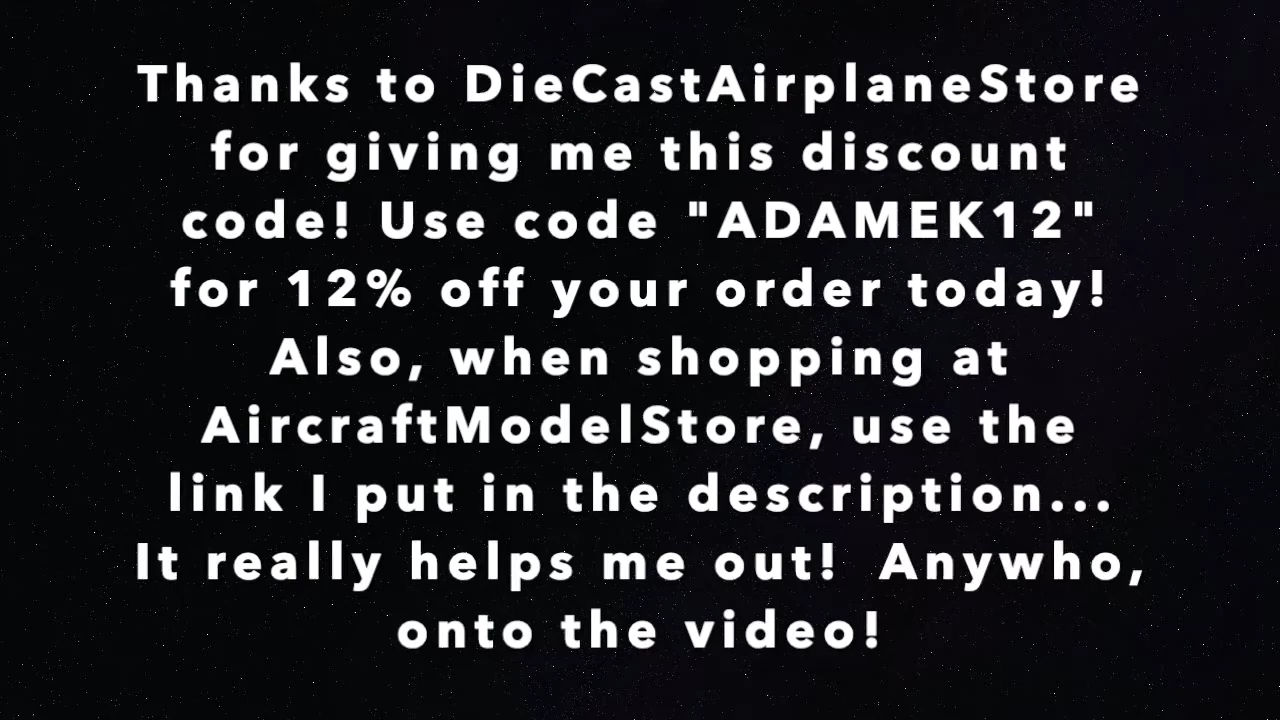 Thanks to DieCastAirplaneStore
for giving me this discount
code! Use code "ADAMEK12"
for 12% off your order today!
Also, when shopping at
AircraftModelStore, use the
link I put in the description...
It really helps me out!  Anywho,
onto the video!